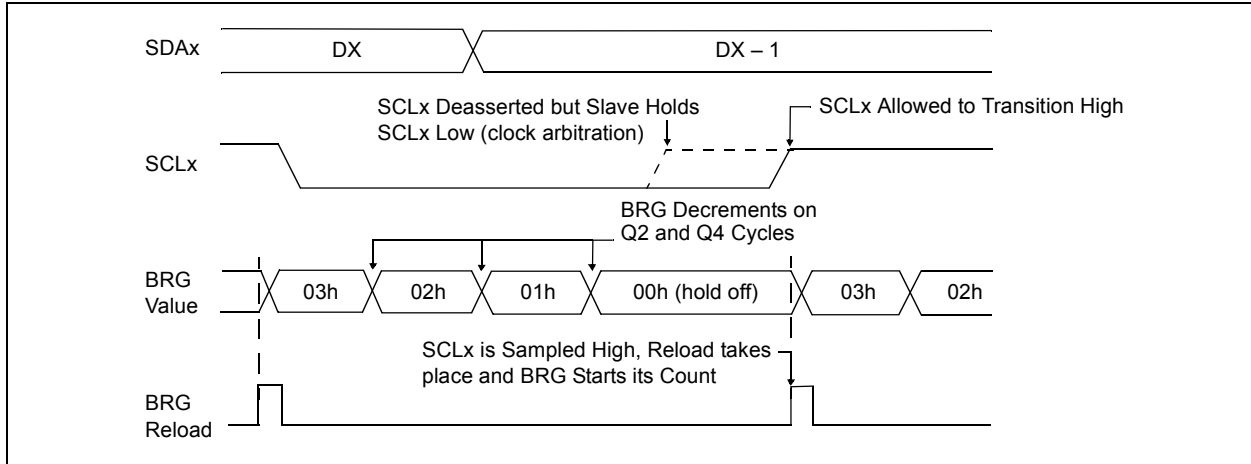 SDAx
DX
DX – 1
SCLx Deasserted but Slave Holds
SCLx Low (clock arbitration)
SCLx Allowed to Transition High
SCLx
BRG Decrements on
Q2 and Q4 Cycles
BRG
Value
03h
02h
01h
00h (hold off)
03h
02h
SCLx is Sampled High, Reload takes
place and BRG Starts its Count
BRG
Reload